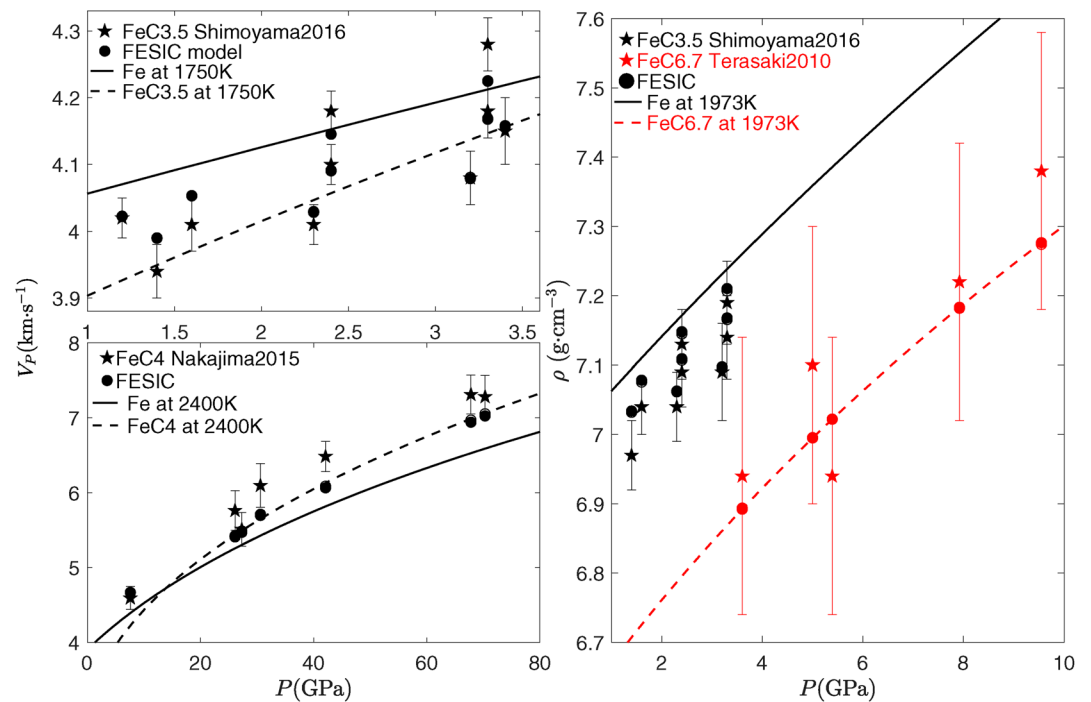 4.3
4.2
4.1
4
3.9
FeC3.5 Shimoyama2016
FESIC model
Fe at 1750K
FeC3.5 at 1750K
1
1.5
2
2.5
3
3.5
V_P(km·s⁻¹)
8
7
6
5
4
FeC4 Nakajima2015
FESIC
Fe at 2400K
FeC4 at 2400K
0
20
40
60
80
P(GPa)
7.6
7.5
7.4
7.3
7.2
7.1
7
6.9
6.8
6.7
ρ (g·cm⁻³)
FeC3.5 Shimoyama2016
FeC6.7 Terasaki2010
FESIC
Fe at 1973K
FeC6.7 at 1973K
2
4
6
8
10
P(GPa)